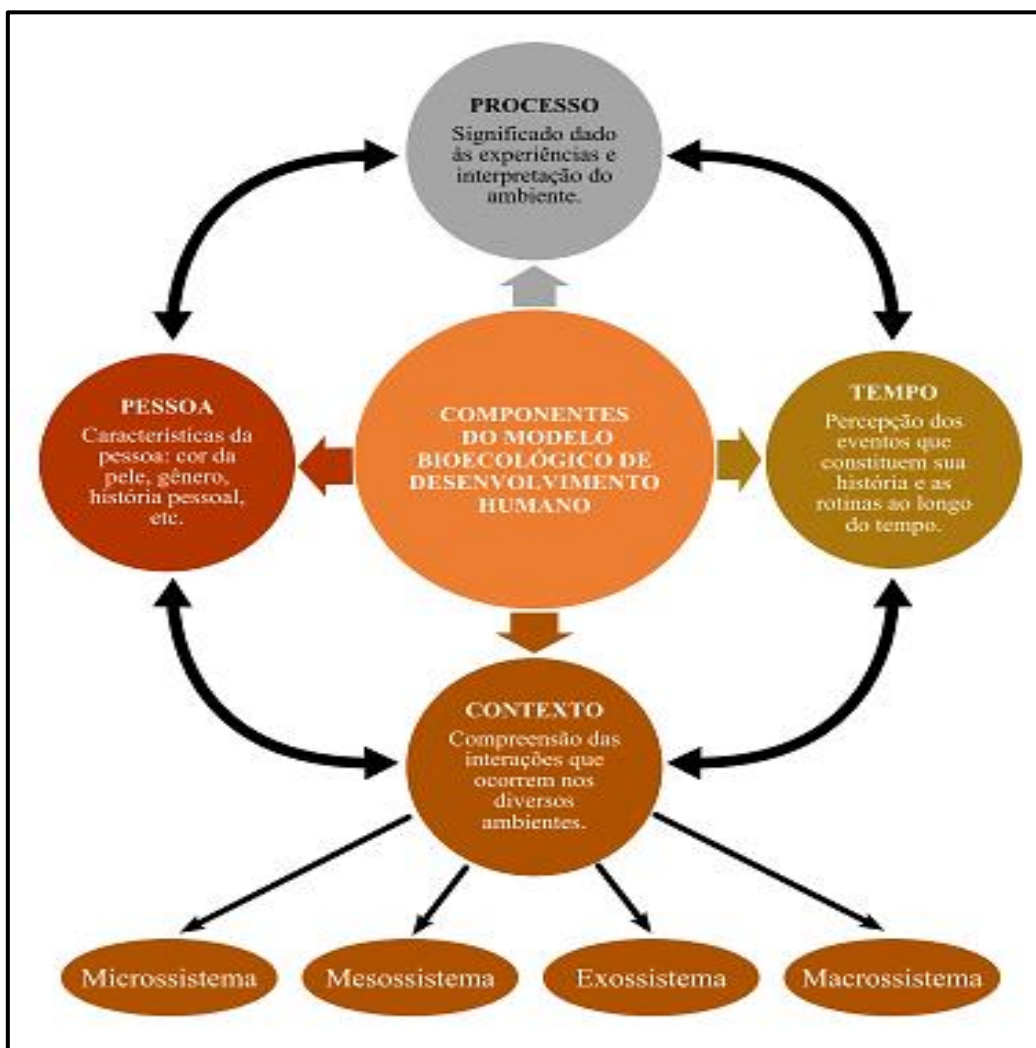 PROCESSO
Significado dado
às experiências e
interpretação do
ambiente.
PESSOA
Características da
pessoa: cor da
pele, gênero,
história pessoal,
etc.
COMPONENTES
DO MODELO
BIOECOLÓGICO DE
DESENVOLVIMENTO
HUMANO
TEMPO
Percepção dos
eventos que
constituem sua
história e as
rotinas ao longo
do tempo.
CONTEXTO
Compreensão das
interações que
ocorrem nos
diversos
ambientes.
Microssistema
Mesossistema
Exossistema
Macrossistema